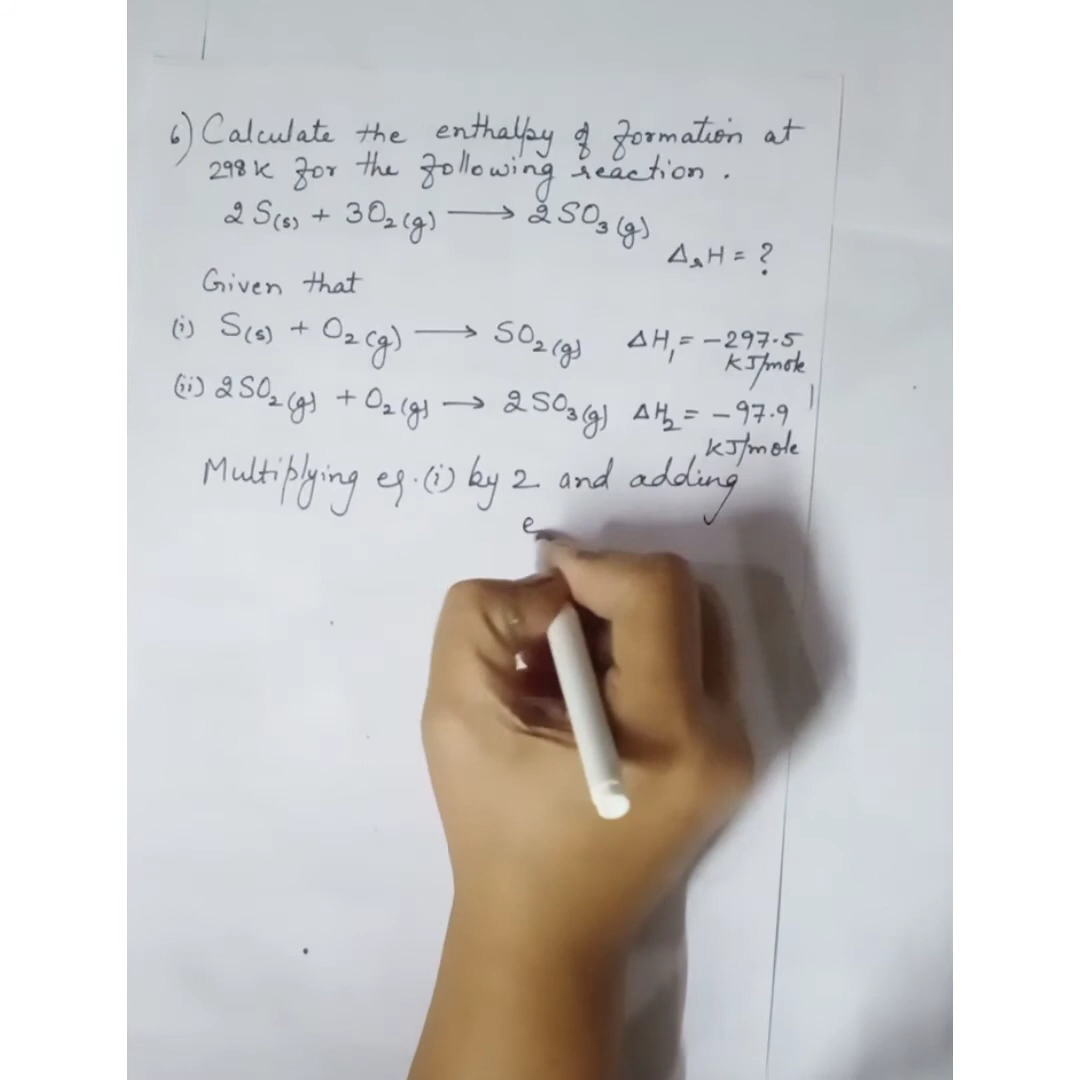 6) Calculate the enthalpy of formation at
298K for the following reaction.
2 S(s) + 3O₂(g) ⟶ 2SO₃(g)
ΔᵣH = ?
Given that
(i) S(s) + O₂(g) ⟶ SO₂(g) ΔH₁ = −297.5
kJ/mole
(ii) 2SO₂(g) + O₂(g) ⟶ 2SO₃(g) ΔH₂ = −97.9
kJ/mole
Multiplying eq.(i) by 2 and adding
e